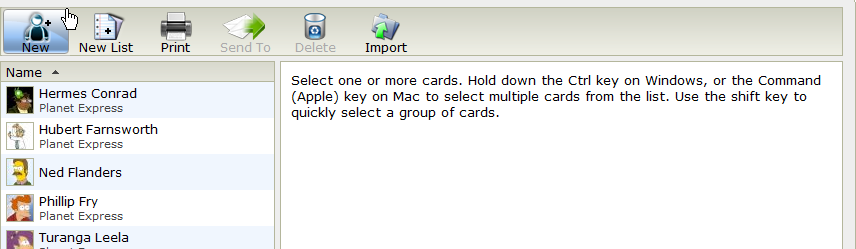 New
New List
Print
Send To
Delete
Import
Name
Hermes Conrad
Planet Express
Hubert Farnsworth
Planet Express
Ned Flanders
Phillip Fry
Planet Express
Turanga Leela
Select one or more cards. Hold down the Ctrl key on Windows, or the Command
(Apple) key on Mac to select multiple cards from the list. Use the shift key to
quickly select a group of cards.